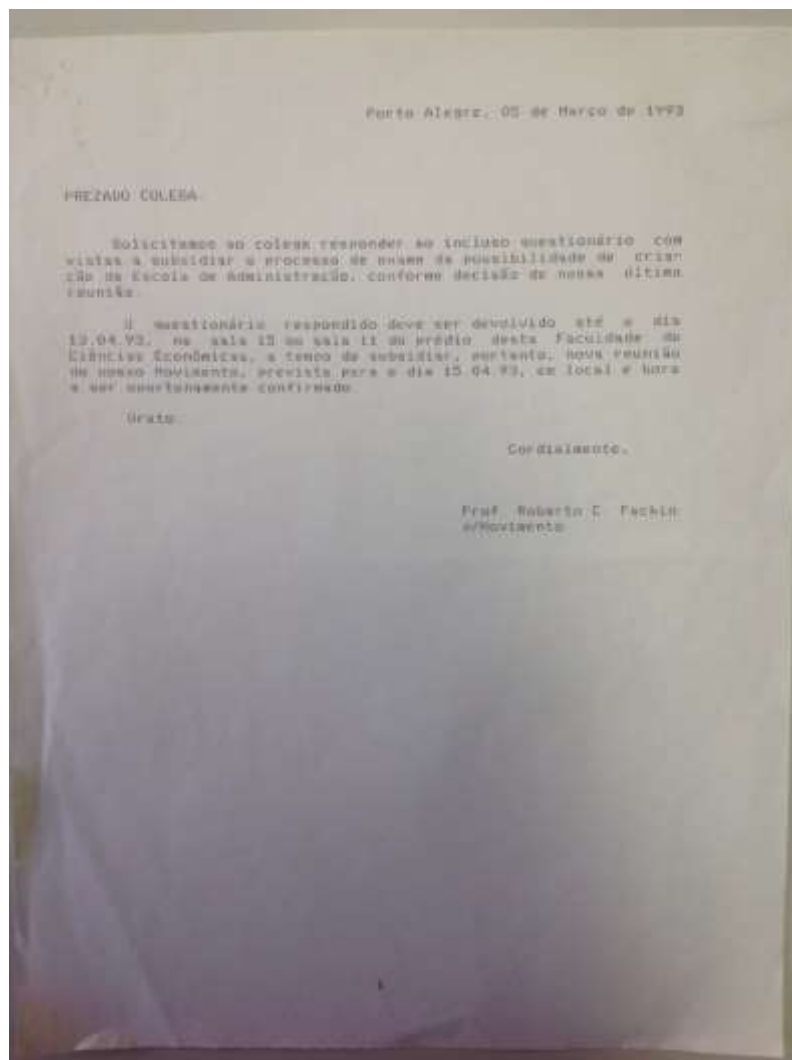 Porto Alegre, 05 de Março de 1993
PREZADO COLEGA
Solicitamos ao colega responder ao incluso questionário com
vistas a subsidiar o processo de exame da possibilidade de cria-
ção da Escola de Administração, conforme decisão de nossa última
reunião.
O questionário respondido deve ser devolvido até o dia
13.04.93, na sala 15 ou sala 11 do prédio desta Faculdade de
Ciências Econômicas, a tempo de subsidiar, portanto, nova reunião
de nosso Movimento, prevista para o dia 15.04.93, em local e hora
a ser oportunamente confirmado.
Grato.
Cordialmente,
Prof. Roberto C. Fachin
p/Movimento